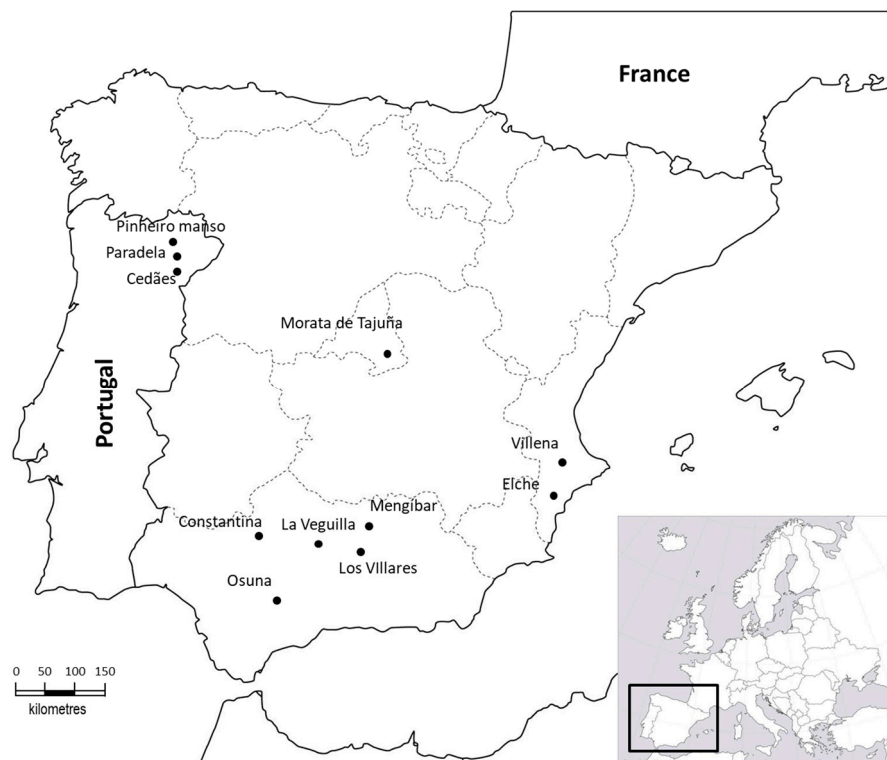 France
Pinheiro manso
Paradela
Cedães
Morata de Tajuña
Portugal
Villena
Elche
Mengíbar
Constantina
La Veguilla
Los VIllares
Osuna
0 50 100 150
kilometres